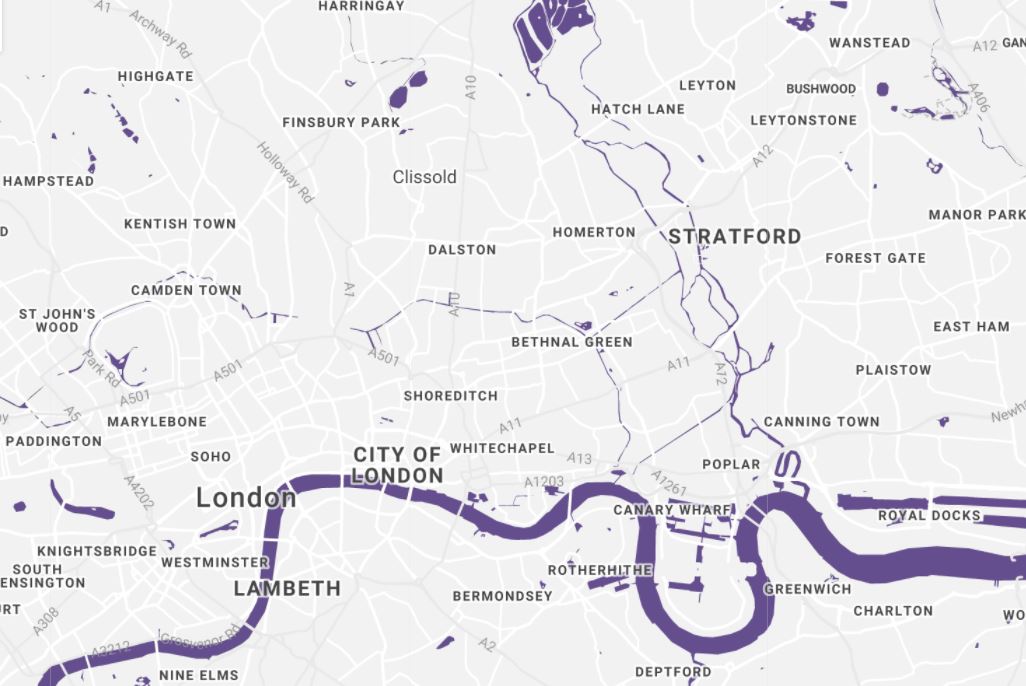 HARRINGAY
A1
Archway Rd
WANSTEAD
A12
GAN
HIGHGATE
A10
LEYTON
BUSHWOOD
A406
HATCH LANE
FINSBURY PARK
LEYTONSTONE
A12
Holloway Rd
Clissold
HAMPSTEAD
MANOR PARK
KENTISH TOWN
D
HOMERTON
STRATFORD
DALSTON
FOREST GATE
CAMDEN TOWN
A1
A10
ST JOHN'S
WOOD
EAST HAM
BETHNAL GREEN
A501
Park Rd
A501
A11
A12
PLAISTOW
A501
SHOREDITCH
A5
MARYLEBONE
A11
CANNING TOWN
Newh
PADDINGTON
WHITECHAPEL
SOHO
CITY OF
LONDON
A13
POPLAR
A4202
A1203
A1261
London
CANARY WHARF
ROYAL DOCKS
KNIGHTSBRIDGE
WESTMINSTER
SOUTH
ENSINGTON
ROTHERHITHE
LAMBETH
GREENWICH
BERMONDSEY
URT
CHARLTON
WO
A308
A3212
Grosvenor Rd
A2
NINE ELMS
DEPTFORD